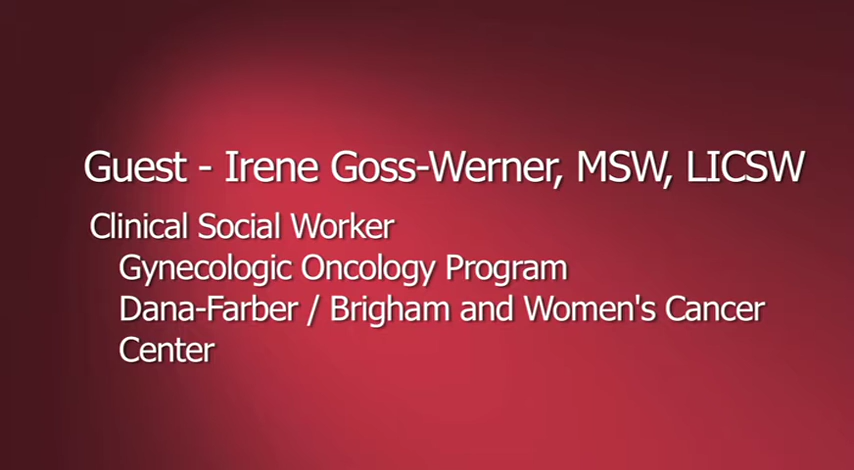 Guest - Irene Goss-Werner, MSW, LICSW
Clinical Social Worker
Gynecologic Oncology Program
Dana-Farber / Brigham and Women's Cancer
Center